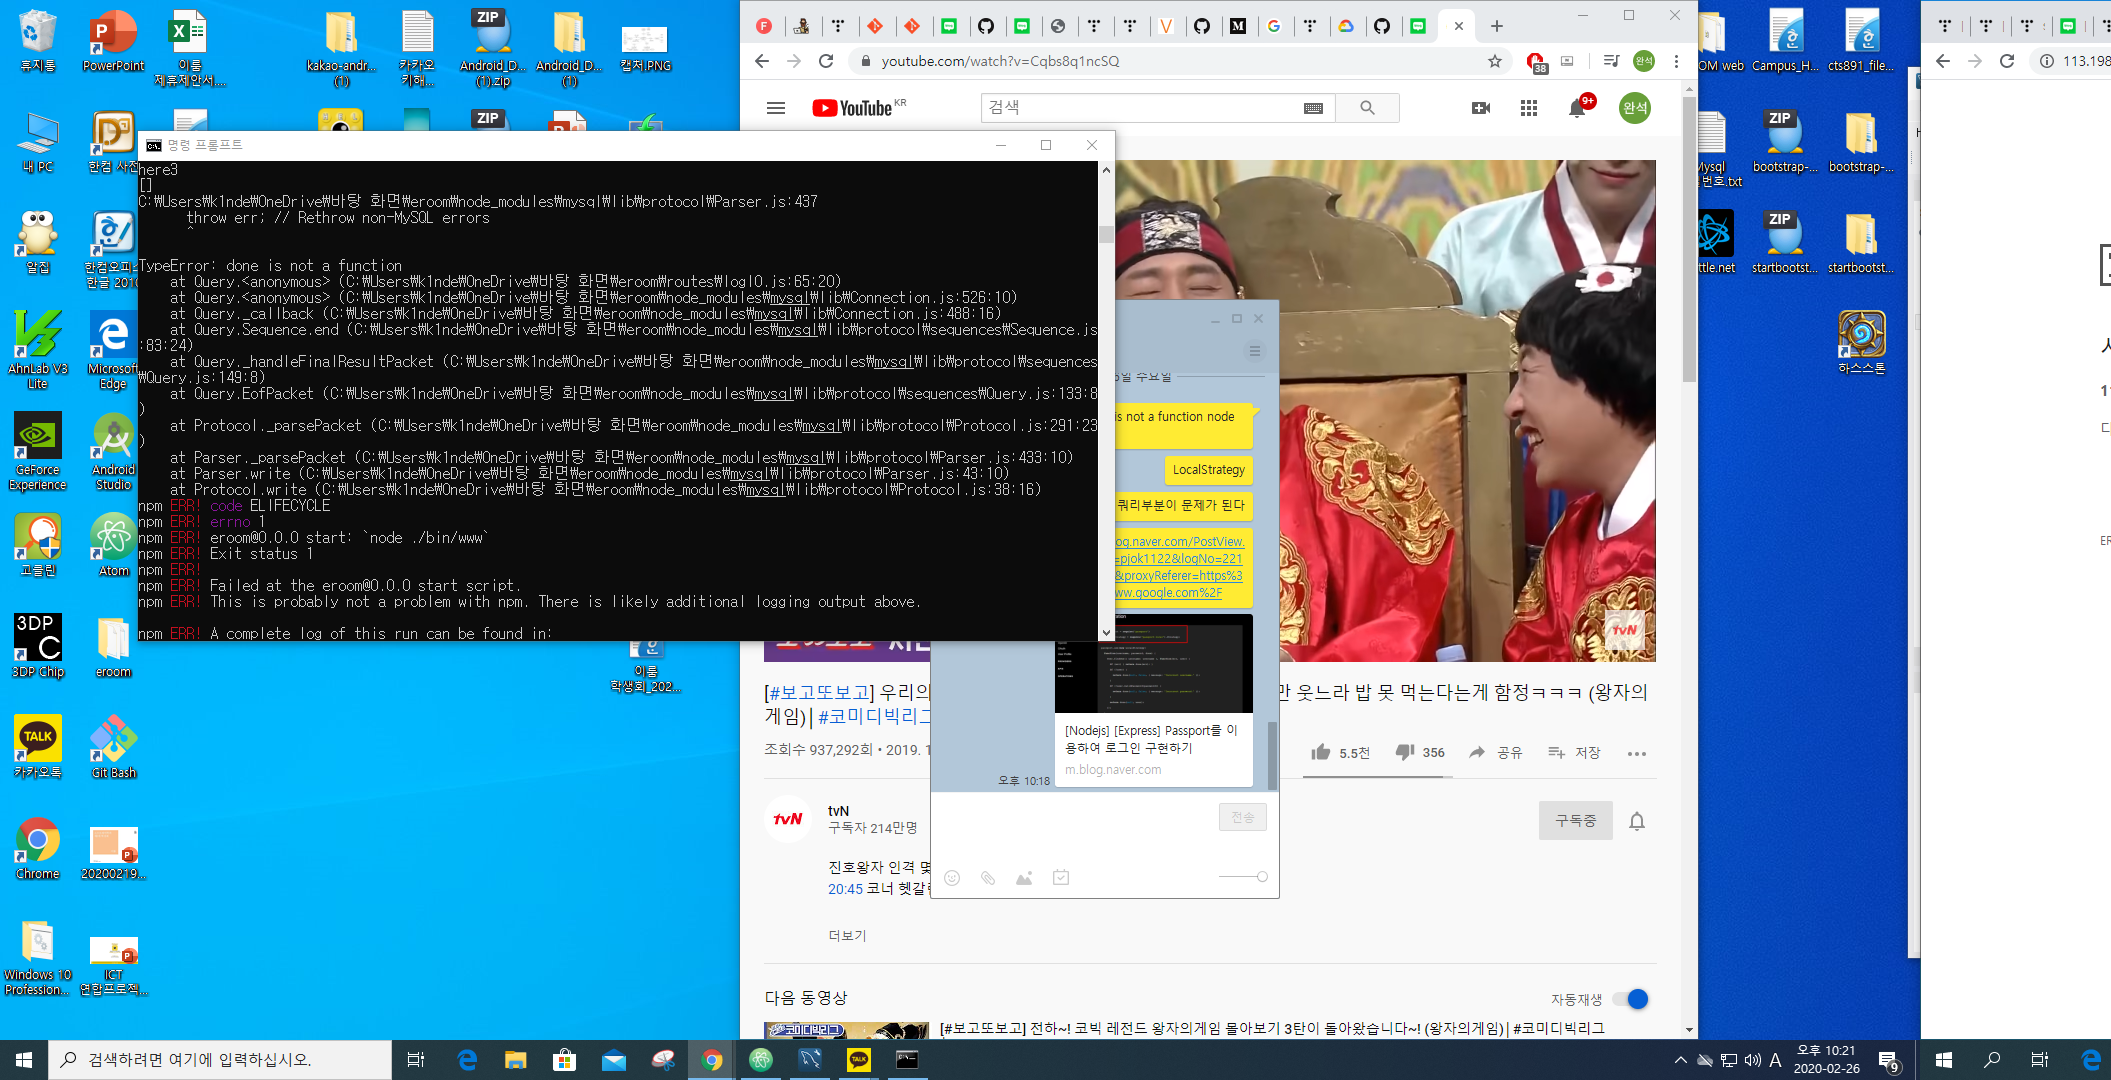 휴지통
PowerPoint
이룸
제휴제안서....
kakao-andr...
(1)
카카오
키해...
Android_D...
(1).zip
Android_D...
(1)
캡처.PNG
내 PC
한컴 사전
알집
한컴오피스
한글 2010
AhnLab V3
Lite
Microsoft
Edge
GeForce
Experience
Android
Studio
고클린
Atom
3DP Chip
eroom
카카오톡
Git Bash
Chrome
20200219...
Windows 10
Profession...
ICT
연합프로젝...
이룸
학생회_202...
명령 프롬프트
here3
[]
C:₩Users₩k1nde₩OneDrive₩바탕 화면₩eroom₩node_modules₩mysql₩lib₩protocol₩Parser.js:437
throw err; // Rethrow non-MySQL errors
^
TypeError: done is not a function
at Query.<anonymous> (C:₩Users₩k1nde₩OneDrive₩바탕 화면₩eroom₩routes₩logIO.js:65:20)
at Query.<anonymous> (C:₩Users₩k1nde₩OneDrive₩바탕 화면₩eroom₩node_modules₩mysql₩lib₩Connection.js:526:10)
at Query._callback (C:₩Users₩k1nde₩OneDrive₩바탕 화면₩eroom₩node_modules₩mysql₩lib₩Connection.js:488:16)
at Query.Sequence.end (C:₩Users₩k1nde₩OneDrive₩바탕 화면₩eroom₩node_modules₩mysql₩lib₩protocol₩sequences₩Sequence.js
:83:24)
at Query._handleFinalResultPacket (C:₩Users₩k1nde₩OneDrive₩바탕 화면₩eroom₩node_modules₩mysql₩lib₩protocol₩sequences
₩Query.js:149:8)
at Query.EofPacket (C:₩Users₩k1nde₩OneDrive₩바탕 화면₩eroom₩node_modules₩mysql₩lib₩protocol₩sequences₩Query.js:133:8
)
at Protocol._parsePacket (C:₩Users₩k1nde₩OneDrive₩바탕 화면₩eroom₩node_modules₩mysql₩lib₩protocol₩Protocol.js:291:23
)
at Parser._parsePacket (C:₩Users₩k1nde₩OneDrive₩바탕 화면₩eroom₩node_modules₩mysql₩lib₩protocol₩Parser.js:433:10)
at Parser.write (C:₩Users₩k1nde₩OneDrive₩바탕 화면₩eroom₩node_modules₩mysql₩lib₩protocol₩Parser.js:43:10)
at Protocol.write (C:₩Users₩k1nde₩OneDrive₩바탕 화면₩eroom₩node_modules₩mysql₩lib₩protocol₩Protocol.js:38:16)
npm ERR! code ELIFECYCLE
npm ERR! errno 1
npm ERR! eroom@0.0.0 start: `node ./bin/www`
npm ERR! Exit status 1
npm ERR!
npm ERR! Failed at the eroom@0.0.0 start script.
npm ERR! This is probably not a problem with npm. There is likely additional logging output above.
npm ERR! A complete log of this run can be found in:
youtube.com/watch?v=Cqbs8q1ncSQ
38
완석
YouTube KR
검색
9+
완석
tvN
일 수요일
is not a function node
LocalStrategy
쿼리부분이 문제가 된다
og.naver.com/PostView.
=pjok1122&logNo=221
&proxyReferer=https%3
ww.google.com%2F
[Nodejs] [Express] Passport를 이
용하여 로그인 구현하기
m.blog.naver.com
오후 10:18
전송
[#보고또보고] 우리의
만 웃느라 밥 못 먹는다는게 함정ㅋㅋㅋ (왕자의
게임)| #코미디빅리그
조회수 937,292회 • 2019. 1
5.5천
356
공유
저장
tvN
tvN
구독자 214만명
구독중
진호왕자 인격 몇
20:45 코너 헷갈린
더보기
다음 동영상
자동재생
코미디빅리그
[#보고또보고] 전하~! 코빅 레전드 왕자의게임 몰아보기 3탄이 돌아왔습니다~! (왕자의게임)| #코미디빅리그
OM web
Campus_H...
cts891_file...
Mysql
번호.txt
bootstrap-...
bootstrap-...
ttle.net
startbootst...
startbootst...
하스스톤
113.198
검색하려면 여기에 입력하십시오.
A
오후 10:21
2020-02-26
9